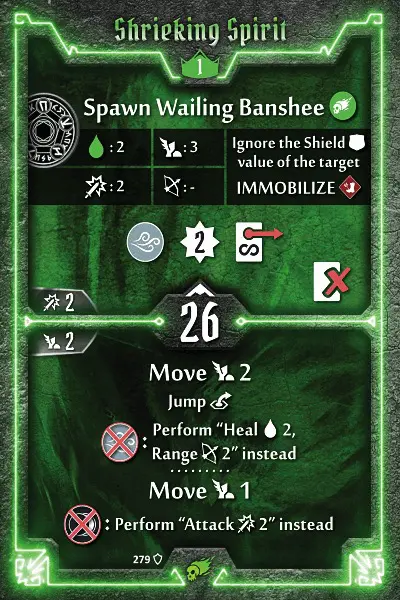 Shrieking Spirit
1
Spawn Wailing Banshee
: 2
: 3
Ignore the Shield
value of the target
: 2
: -
IMMOBILIZE
2
S
2
26
2
Move 2
Jump
: Perform “Heal 2,
Range 2” instead
Move 1
: Perform “Attack 2” instead
279